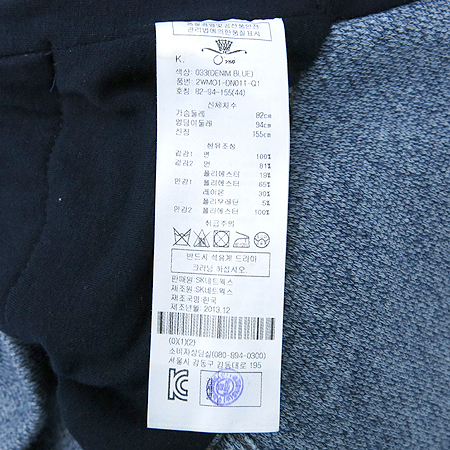 품질경영및공산품안전
관리법에의한품질표시
K.
색상: 033(DENIM BLUE)
품번: 2WMO1-DN011-Q1
호칭: 82-94-155(44)
신체치수
가슴둘레 82cm
엉덩이둘레 94cm
신장 155cm
섬유조성
겉감1 면 100%
겉감2 면 81%
폴리에스터 19%
안감1 폴리에스터 65%
레이온 30%
폴리우레탄 5%
안감2 폴리에스터 100%
취급주의
반드시 석유계 드라이
크리닝 하십시오.
판매원:SK네트웍스
제조원:SK네트웍스
제조국명:한국
제조년월:2013.12
(0)(1)(2)
소비자상담실(080-694-0300)
서울시 강동구 길동대로 195